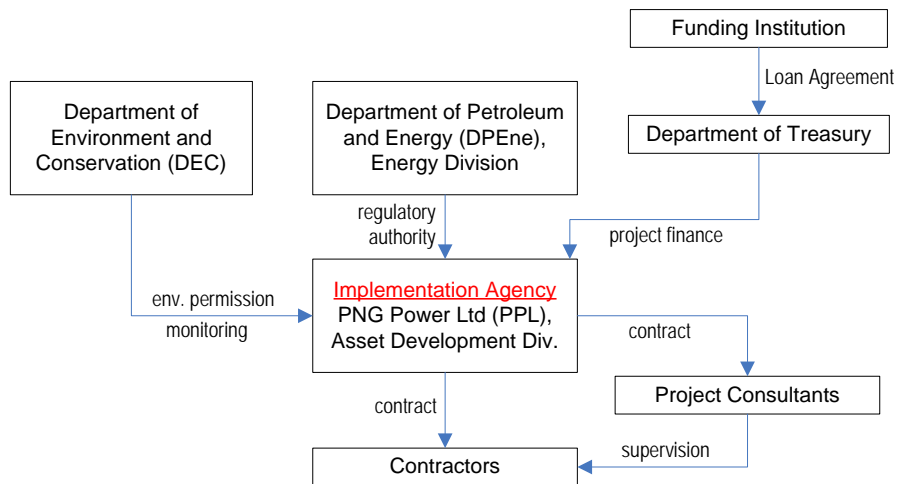 Funding Institution
Loan Agreement
Department of
Environment and
Conservation (DEC)
Department of Petroleum
and Energy (DPEne),
Energy Division
Department of Treasury
regulatory
authority
project finance
env. permission
monitoring
Implementation Agency
PNG Power Ltd (PPL),
Asset Development Div.
contract
Project Consultants
contract
supervision
Contractors